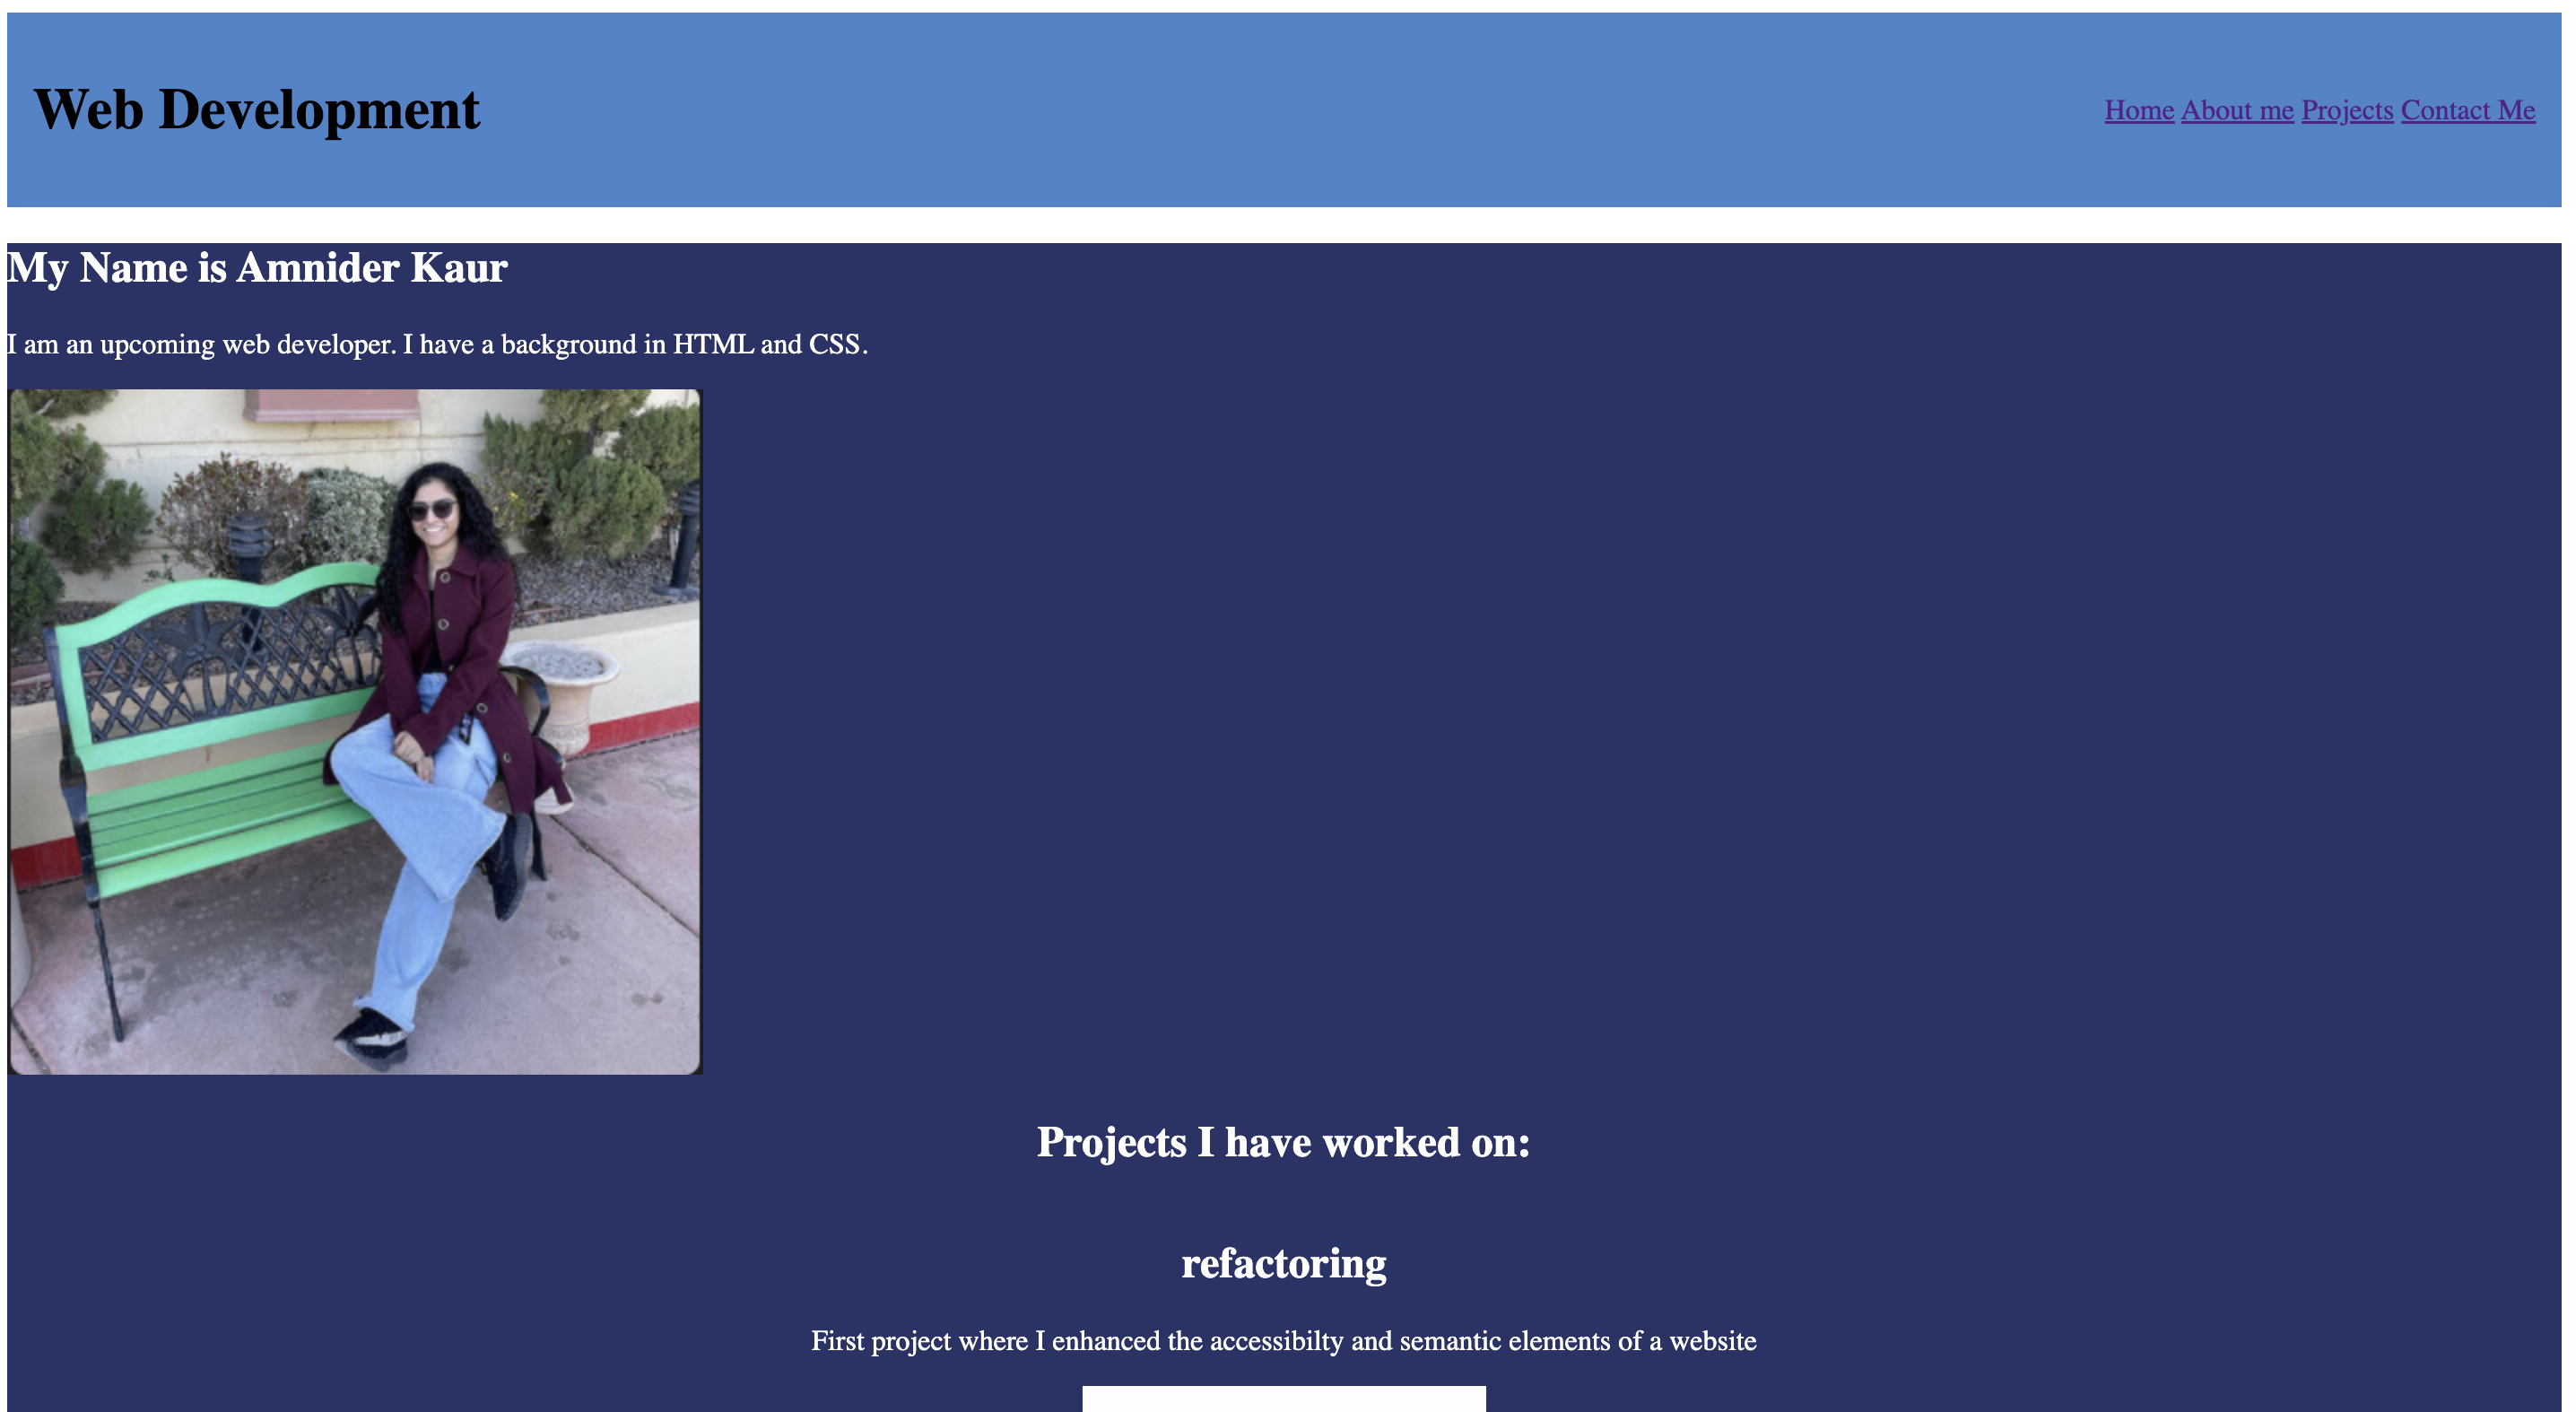 Web Development
Home About me Projects Contact Me
My Name is Amnider Kaur
I am an upcoming web developer. I have a background in HTML and CSS.
Projects I have worked on:
refactoring
First project where I enhanced the accessibilty and semantic elements of a website